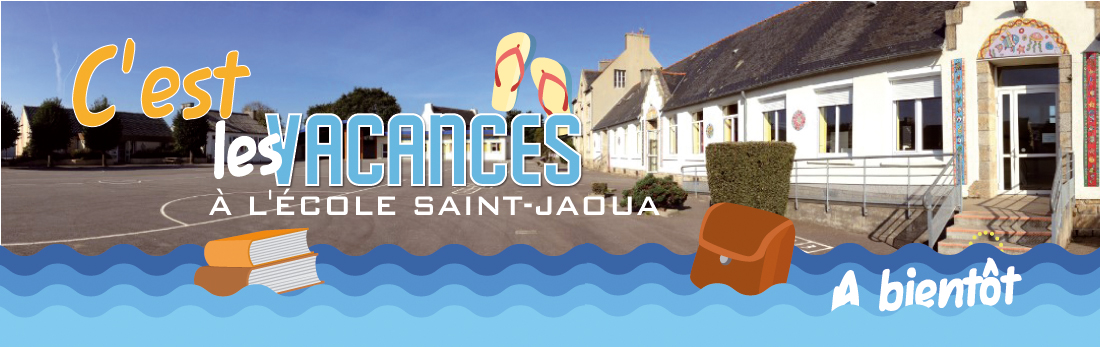 C'est
les VACANCES
À L'ÉCOLE SAINT-JAOUA
A bientôt